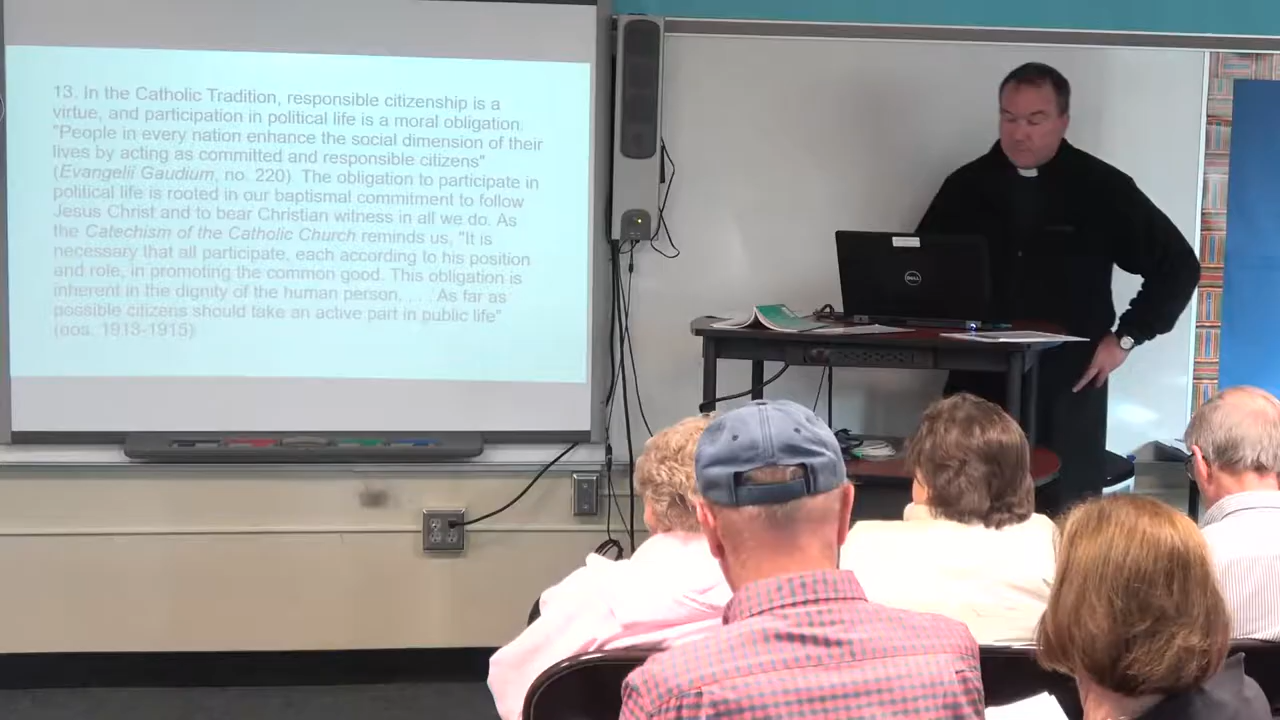 13. In the Catholic Tradition, responsible citizenship is a
virtue, and participation in political life is a moral obligation.
"People in every nation enhance the social dimension of their
lives by acting as committed and responsible citizens"
(Evangelii Gaudium, no. 220) The obligation to participate in
political life is rooted in our baptismal commitment to follow
Jesus Christ and to bear Christian witness in all we do. As
the Catechism of the Catholic Church reminds us, "It is
necessary that all participate, each according to his position
and role, in promoting the common good. This obligation is
inherent in the dignity of the human person. . . . As far as
possible citizens should take an active part in public life"
(nos. 1913-1915)
DELL